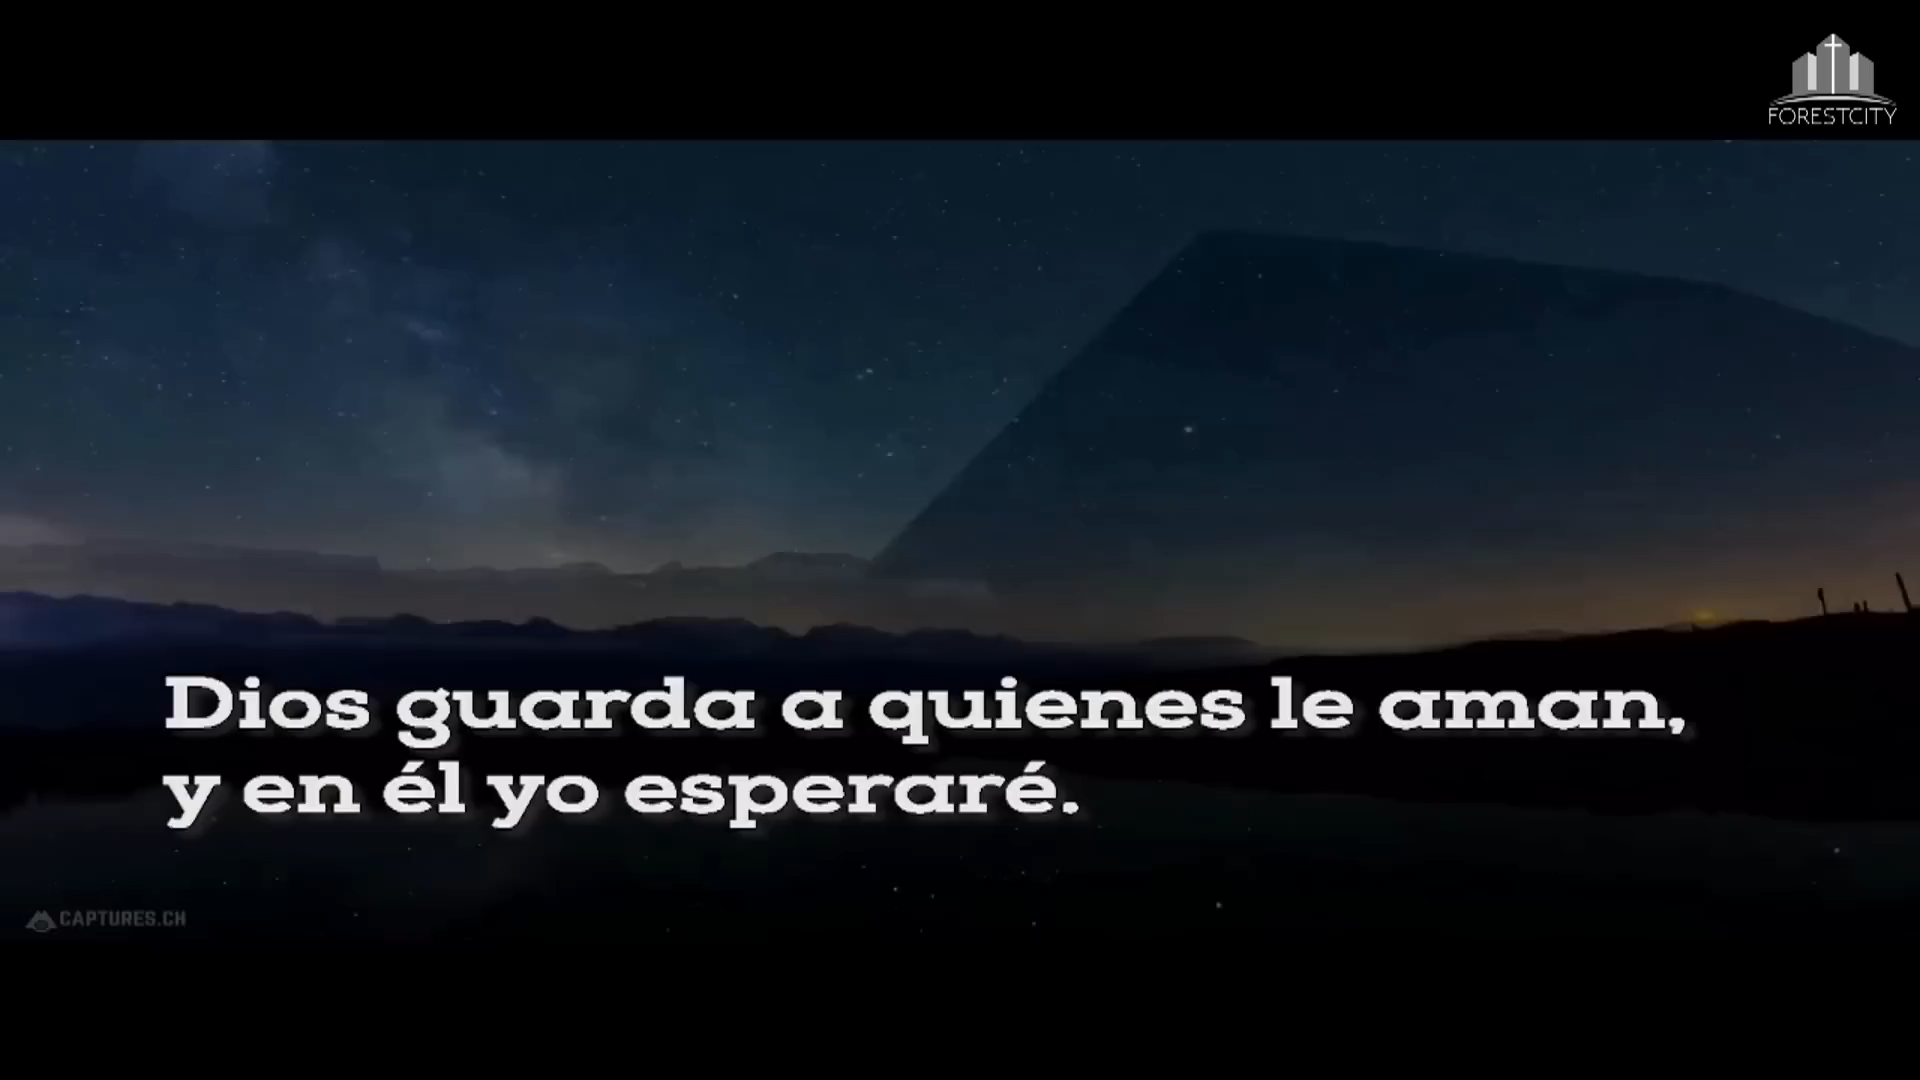 FORESTCITY
Dios guarda a quienes le aman,
y en él yo esperaré.
CAPTURES.CH